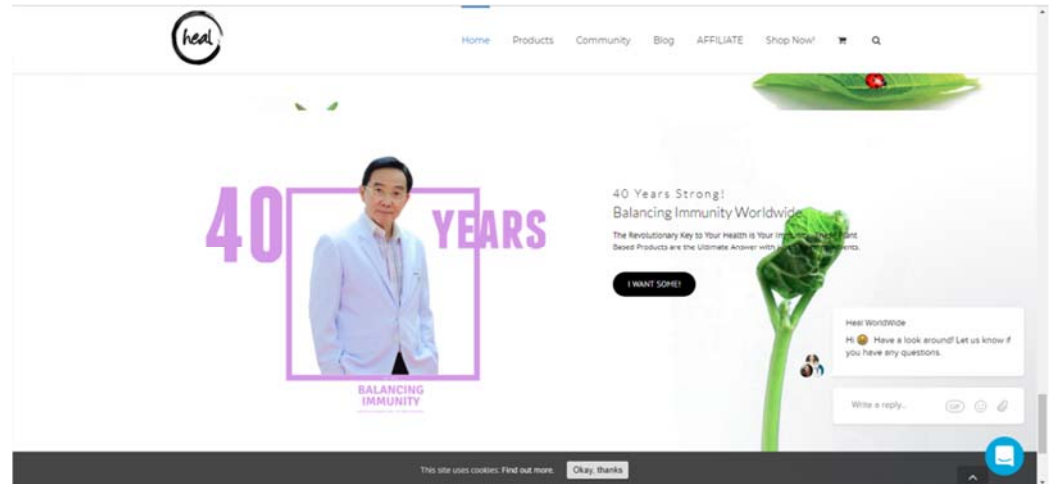 heal
Home Products Community Blog AFFILIATE Shop Now!
40 YEARS
BALANCING
IMMUNITY
40 Years Strong!
Balancing Immunity Worldwide
The Revolutionary Key to Your Health is Your
Based Products are the Ultimate Answer with
I WANT SOME!
Heal WorldWide
Hi Have a look around! Let us know if
you have any questions.
Write a reply...
GIF
This site uses cookies: Find out more. Okay, thanks